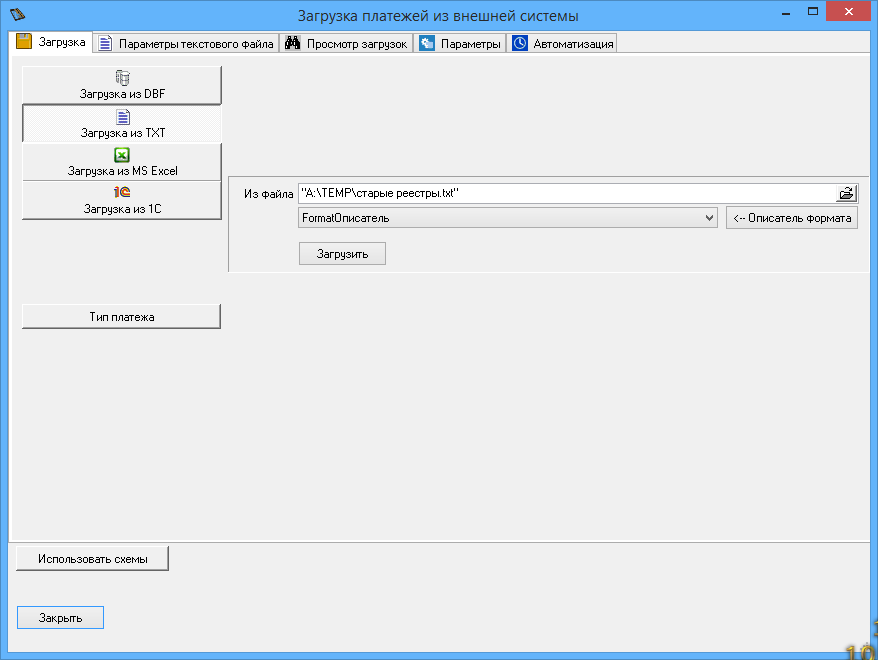 Загрузка платежей из внешней системы
Загрузка Параметры текстового файла Просмотр загрузок Параметры Автоматизация
Загрузка из DBF
Загрузка из TXT
Загрузка из MS Excel
1С
Загрузка из 1С
Из файла "A:\TEMP\старые реестры.txt"
FormatОписатель <-- Описатель формата
Загрузить
Тип платежа
Использовать схемы
Закрыть